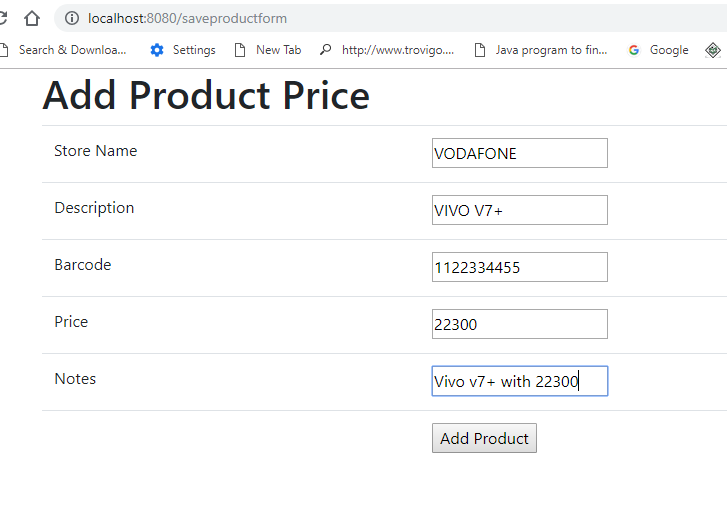 localhost:8080/saveproductform
Search & Downloa... Settings New Tab http://www.trovigo.... Java program to fin... Google
Add Product Price
Store Name VODAFONE
Description VIVO V7+
Barcode 1122334455
Price 22300
Notes Vivo v7+ with 22300
Add Product